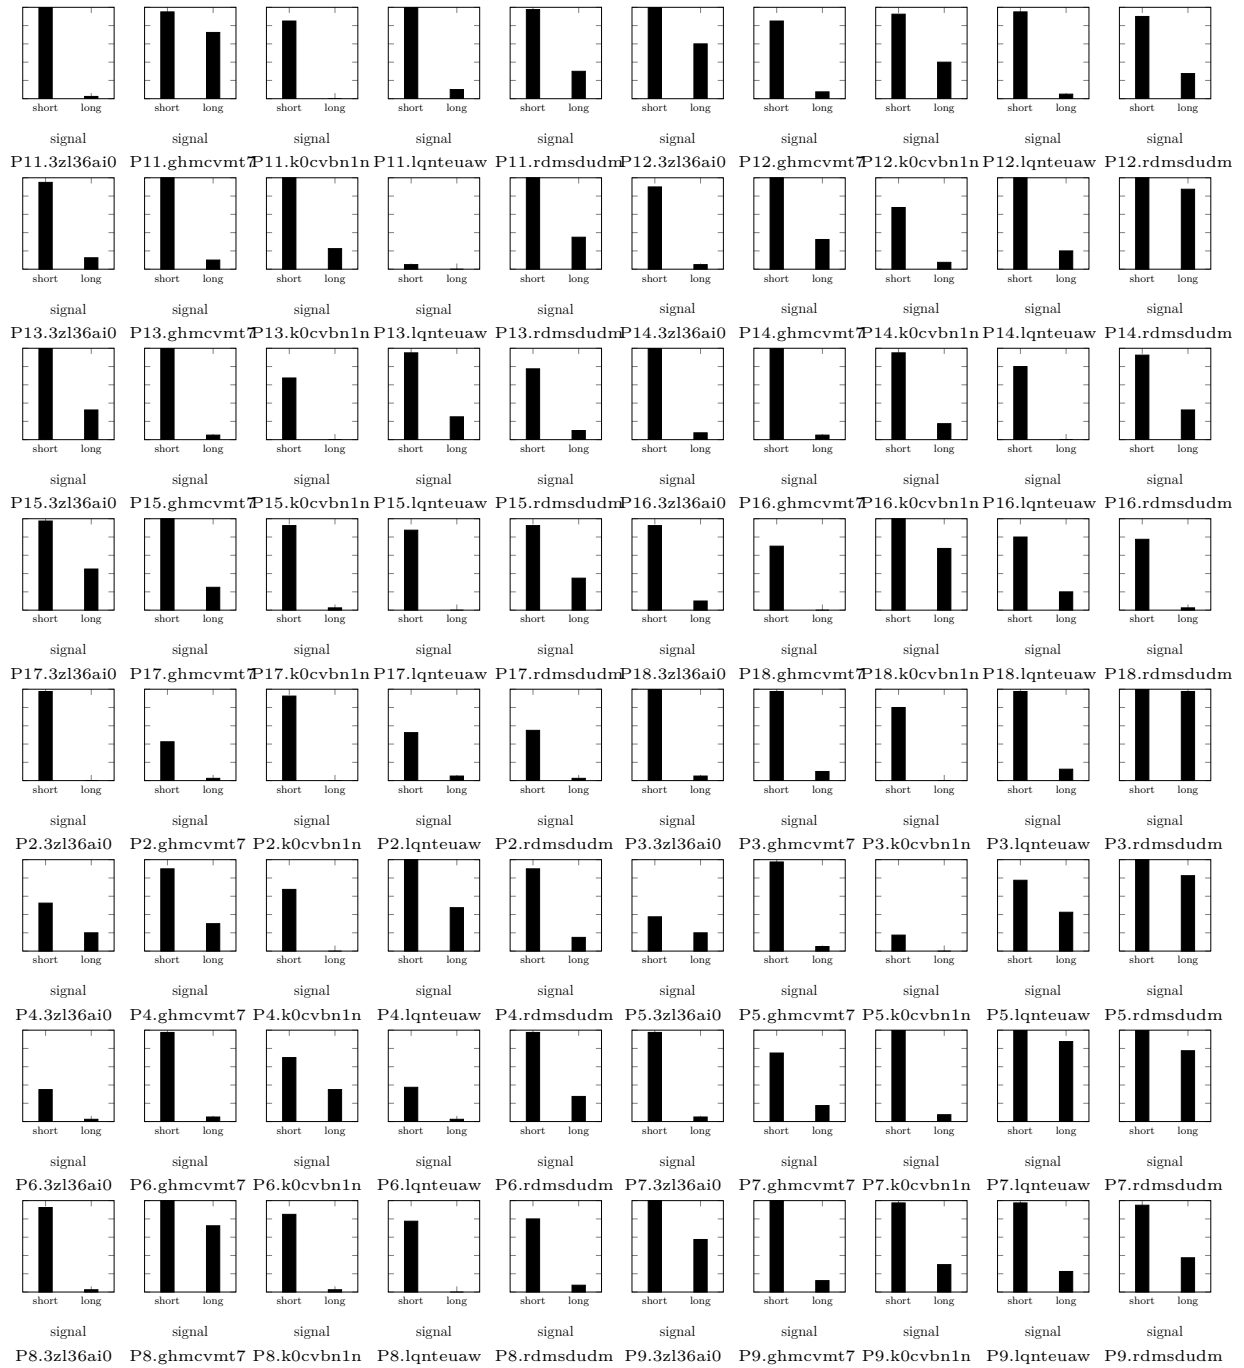 short long short long short long short long short long short long short long short long short long short long
signal signal signal signal signal signal signal signal signal signal
P11.3zl36ai0 P11.ghmcvmt7 P11.k0cvbn1n P11.lqnteuaw P11.rdmsdudm P12.3zl36ai0 P12.ghmcvmt7 P12.k0cvbn1n P12.lqnteuaw P12.rdmsdudm
short long short long short long short long short long short long short long short long short long short long
signal signal signal signal signal signal signal signal signal signal
P13.3zl36ai0 P13.ghmcvmt7 P13.k0cvbn1n P13.lqnteuaw P13.rdmsdudm P14.3zl36ai0 P14.ghmcvmt7 P14.k0cvbn1n P14.lqnteuaw P14.rdmsdudm
short long short long short long short long short long short long short long short long short long short long
signal signal signal signal signal signal signal signal signal signal
P15.3zl36ai0 P15.ghmcvmt7 P15.k0cvbn1n P15.lqnteuaw P15.rdmsdudm P16.3zl36ai0 P16.ghmcvmt7 P16.k0cvbn1n P16.lqnteuaw P16.rdmsdudm
short long short long short long short long short long short long short long short long short long short long
signal signal signal signal signal signal signal signal signal signal
P17.3zl36ai0 P17.ghmcvmt7 P17.k0cvbn1n P17.lqnteuaw P17.rdmsdudm P18.3zl36ai0 P18.ghmcvmt7 P18.k0cvbn1n P18.lqnteuaw P18.rdmsdudm
short long short long short long short long short long short long short long short long short long short long
signal signal signal signal signal signal signal signal signal signal
P2.3zl36ai0 P2.ghmcvmt7 P2.k0cvbn1n P2.lqnteuaw P2.rdmsdudm P3.3zl36ai0 P3.ghmcvmt7 P3.k0cvbn1n P3.lqnteuaw P3.rdmsdudm
short long short long short long short long short long short long short long short long short long short long
signal signal signal signal signal signal signal signal signal signal
P4.3zl36ai0 P4.ghmcvmt7 P4.k0cvbn1n P4.lqnteuaw P4.rdmsdudm P5.3zl36ai0 P5.ghmcvmt7 P5.k0cvbn1n P5.lqnteuaw P5.rdmsdudm
short long short long short long short long short long short long short long short long short long short long
signal signal signal signal signal signal signal signal signal signal
P6.3zl36ai0 P6.ghmcvmt7 P6.k0cvbn1n P6.lqnteuaw P6.rdmsdudm P7.3zl36ai0 P7.ghmcvmt7 P7.k0cvbn1n P7.lqnteuaw P7.rdmsdudm
short long short long short long short long short long short long short long short long short long short long
signal signal signal signal signal signal signal signal signal signal
P8.3zl36ai0 P8.ghmcvmt7 P8.k0cvbn1n P8.lqnteuaw P8.rdmsdudm P9.3zl36ai0 P9.ghmcvmt7 P9.k0cvbn1n P9.lqnteuaw P9.rdmsdudm